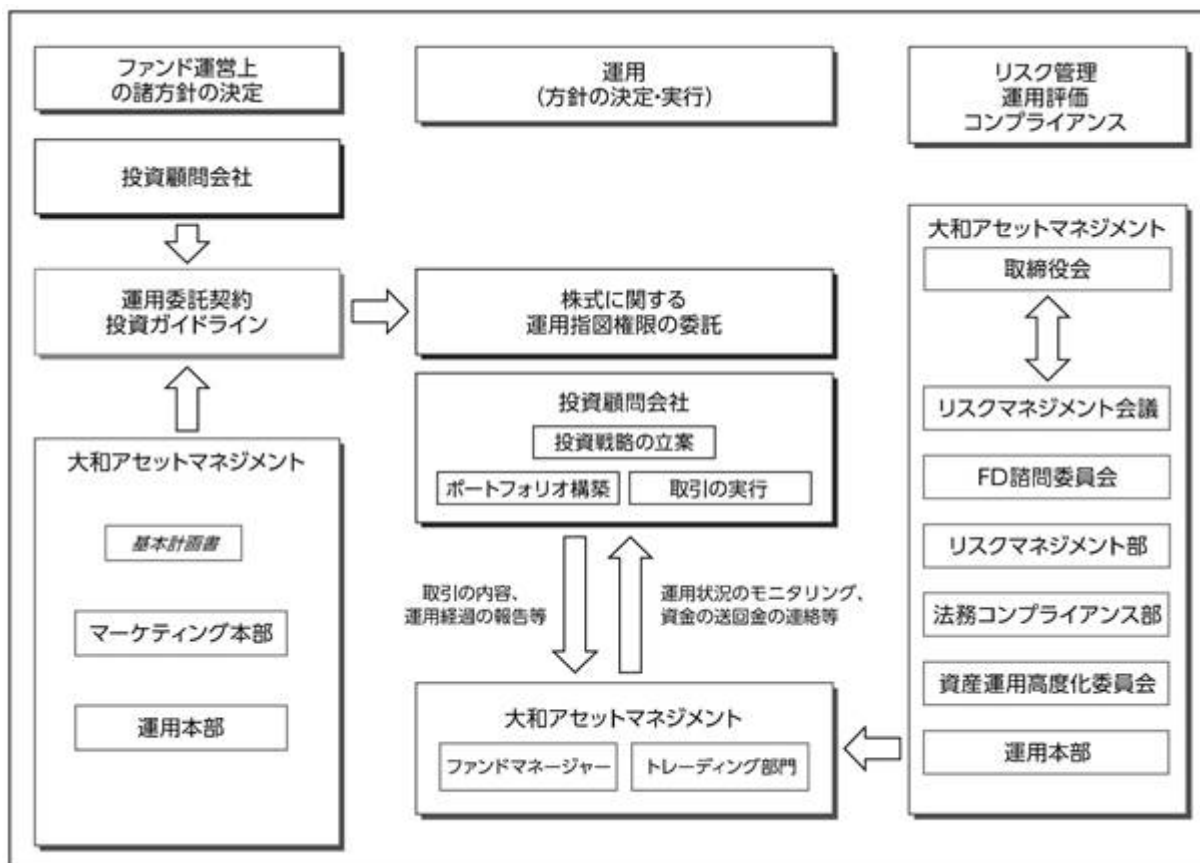 ファンド運営上
の諸方針の決定
投資顧問会社
運用委託契約
投資ガイドライン
大和アセットマネジメント
基本計画書
マーケティング本部
運用本部
運用
(方針の決定・実行)
株式に関する
運用指図権限の委託
投資顧問会社
投資戦略の立案
ポートフォリオ構築
取引の実行
取引の内容、
運用経過の報告等
運用状況のモニタリング、
資金の送回金の連絡等
大和アセットマネジメント
ファンドマネージャー
トレーディング部門
リスク管理
運用評価
コンプライアンス
大和アセットマネジメント
取締役会
リスクマネジメント会議
FD諮問委員会
リスクマネジメント部
法務コンプライアンス部
資産運用高度化委員会
運用本部